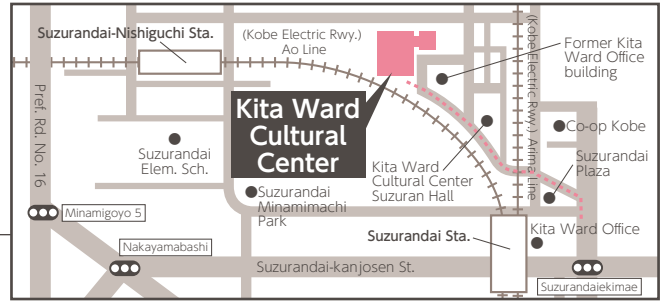 Suzurandai-Nishiguchi Sta.
(Kobe Electric Rwy.)
Ao Line
(Kobe Electric Rwy.) Arima Line
Former Kita
Ward Office
building
Pref. Rd. No. 16
Kita Ward
Cultural
Center
Co-op Kobe
Suzurandai
Elem. Sch.
Kita Ward
Cultural Center
Suzuran Hall
Suzurandai
Plaza
Suzurandai
Minamimachi
Park
Minamigoyo 5
Suzurandai Sta.
Kita Ward Office
Nakayamabashi
Suzurandai-kanjosen St.
Suzurandaiekimae